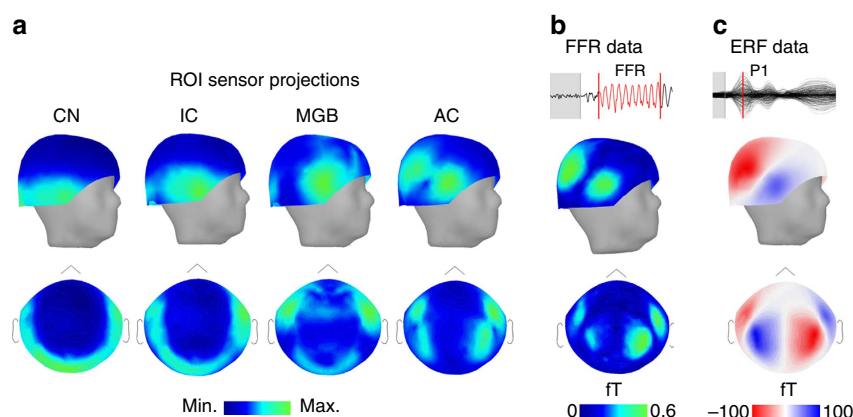 a
ROI sensor projections
CN IC MGB AC
Min. Max.
b
FFR data
FFR
fT
0 0.6
c
ERF data
P1
fT
–100 100